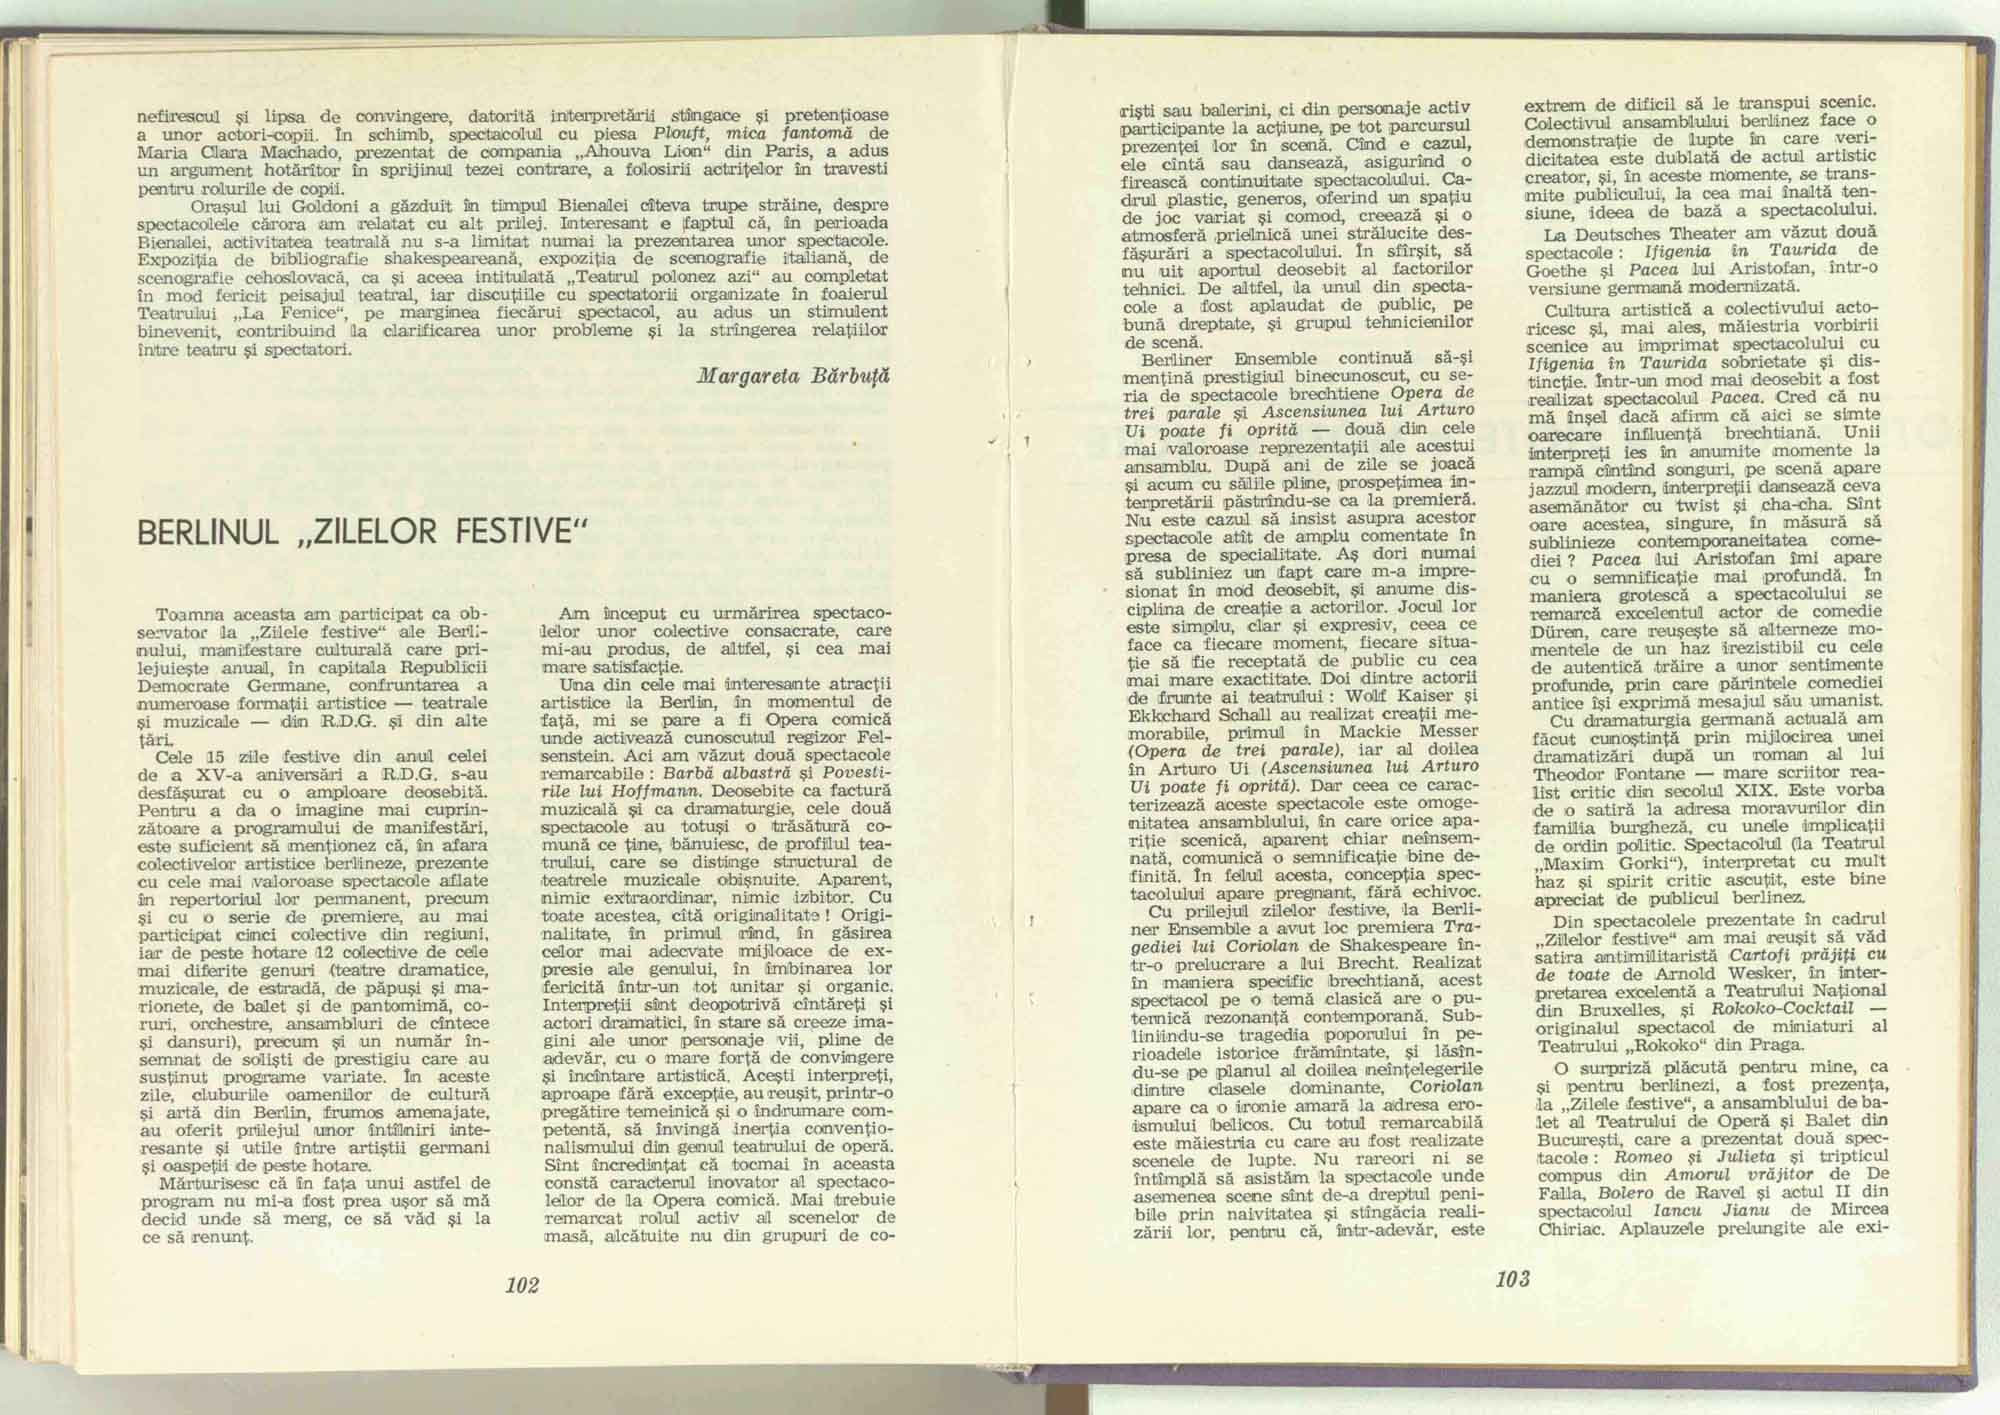 nefirescul și lipsa de convingere, datorită interpretării stîngace și pretențioase
a unor actori-copii. În schimb, spectacolul cu piesa Plouft, mica fantomă de
Maria Clara Machado, prezentat de compania „Ahouva Lion“ din Paris, a adus
un argument hotărîtor în sprijinul tezei contrare, a folosirii actrițelor în travesti
pentru rolurile de copii.
Orașul lui Goldoni a găzduit în timpul Bienalei cîteva trupe străine, despre
spectacolele cărora am relatat cu alt prilej. Interesant e faptul că, în perioada
Bienalei, activitatea teatrală nu s-a limitat numai la prezentarea unor spectacole.
Expoziția de bibliografie shakespeareană, expoziția de scenografie italiană, de
scenografie cehoslovacă, ca și aceea intitulată „Teatrul polonez azi“ au completat
în mod fericit peisajul teatral, iar discuțiile cu spectatorii organizate în foaierul
Teatrului „La Fenice“, pe marginea fiecărui spectacol, au adus un stimulent
binevenit, contribuind la clarificarea unor probleme și la strîngerea relațiilor
între teatru și spectatori.
Margareta Bărbuță
BERLINUL „ZILELOR FESTIVE“
Toamna aceasta am participat ca ob-
servator la „Zilele festive“ ale Berli-
nului, manifestare culturală care pri-
lejuiește anual, în capitala Republicii
Democrate Germane, confruntarea a
numeroase formații artistice — teatrale
și muzicale — din R.D.G. și din alte
țări.
Cele 15 zile festive din anul celei
de a XV-a aniversări a R.D.G. s-au
desfășurat cu o amploare deosebită.
Pentru a da o imagine mai cuprin-
zătoare a programului de manifestări,
este suficient să menționez că, în afara
colectivelor artistice berlineze, prezente
cu cele mai valoroase spectacole aflate
în repertoriul lor permanent, precum
și cu o serie de premiere, au mai
participat cinci colective din regiuni,
iar de peste hotare 12 colective de cele
mai diferite genuri (teatre dramatice,
muzicale, de estradă, de păpuși și ma-
rionete, de balet și de pantomimă, co-
ruri, orchestre, ansambluri de cîntece
și dansuri), precum și un număr în-
semnat de soliști de prestigiu care au
susținut programe variate. În aceste
zile, cluburile oamenilor de cultură
și artă din Berlin, frumos amenajate,
au oferit prilejul unor întîlniri inte-
resante și utile între artiștii germani
și oaspeții de peste hotare.
Mărturisesc că în fața unui astfel de
program nu mi-a fost prea ușor să mă
decid unde să merg, ce să văd și la
ce să renunț.
Am început cu urmărirea spectaco-
lelor unor colective consacrate, care
mi-au produs, de altfel, și cea mai
mare satisfacție.
Una din cele mai interesante atracții
artistice la Berlin, în momentul de
față, mi se pare a fi Opera comică
unde activează cunoscutul regizor Fel-
senstein. Aci am văzut două spectacole
remarcabile : Barbă albastră și Povesti-
rile lui Hoffmann. Deosebite ca factură
muzicală și ca dramaturgie, cele două
spectacole au totuși o trăsătură co-
mună ce ține, bănuiesc, de profilul tea-
trului, care se distinge structural de
teatrele muzicale obișnuite. Aparent,
nimic extraordinar, nimic izbitor. Cu
toate acestea, cîtă originalitate ! Origi-
nalitate, în primul rînd, în găsirea
celor mai adecvate mijloace de ex-
presie ale genului, în îmbinarea lor
fericită într-un tot unitar și organic.
Interpreții sînt deopotrivă cîntăreți și
actori dramatici, în stare să creeze ima-
gini ale unor personaje vii, pline de
adevăr, cu o mare forță de convingere
și încîntare artistică. Acești interpreți,
aproape fără excepție, au reușit, printr-o
pregătire temeinică și o îndrumare com-
petentă, să învingă inerția convențio-
nalismului din genul teatrului de operă.
Sînt încredințat că tocmai în aceasta
constă caracterul inovator al spectaco-
lelor de la Opera comică. Mai trebuie
remarcat rolul activ al scenelor de
masă, alcătuite nu din grupuri de co-
102
riști sau balerini, ci din personaje activ
participante la acțiune, pe tot parcursul
prezenței lor în scenă. Cînd e cazul,
ele cîntă sau dansează, asigurînd o
firească continuitate spectacolului. Ca-
drul plastic, generos, oferind un spațiu
de joc variat și comod, creează și o
atmosferă prielnică unei strălucite des-
fășurări a spectacolului. În sfîrșit, să
nu uit aportul deosebit al factorilor
tehnici. De altfel, la unul din specta-
cole a fost aplaudat de public, pe
bună dreptate, și grupul tehnicienilor
de scenă.
Berliner Ensemble continuă să-și
mențină prestigiul binecunoscut, cu se-
ria de spectacole brechtiene Opera de
trei parale și Ascensiunea lui Arturo
Ui poate fi oprită — două din cele
mai valoroase reprezentații ale acestui
ansamblu. După ani de zile se joacă
și acum cu sălile pline, prospețimea in-
terpretării păstrîndu-se ca la premieră.
Nu este cazul să insist asupra acestor
spectacole atît de amplu comentate în
presa de specialitate. Aș dori numai
să subliniez un fapt care m-a impre-
sionat în mod deosebit, și anume dis-
ciplina de creație a actorilor. Jocul lor
este simplu, clar și expresiv, ceea ce
face ca fiecare moment, fiecare situa-
ție să fie receptată de public cu cea
mai mare exactitate. Doi dintre actorii
de frunte ai teatrului : Wolf Kaiser și
Ekkchard Schall au realizat creații me-
morabile, primul în Mackie Messer
(Opera de trei parale), iar al doilea
în Arturo Ui (Ascensiunea lui Arturo
Ui poate fi oprită). Dar ceea ce carac-
terizează aceste spectacole este omoge-
nitatea ansamblului, în care orice apa-
riție scenică, aparent chiar neînsem-
nată, comunică o semnificație bine de-
finită. În felul acesta, concepția spec-
tacolului apare pregnant, fără echivoc.
Cu prilejul zilelor festive, la Berli-
ner Ensemble a avut loc premiera Tra-
gediei lui Coriolan de Shakespeare în-
tr-o prelucrare a lui Brecht. Realizat
în maniera specific brechtiană, acest
spectacol pe o temă clasică are o pu-
ternică rezonanță contemporană. Sub-
liniindu-se tragedia poporului în pe-
rioadele istorice frămîntate, și lăsîn-
du-se pe planul al doilea neînțelegerile
dintre clasele dominante, Coriolan
apare ca o ironie amară la adresa ero-
ismului belicos. Cu totul remarcabilă
este măiestria cu care au fost realizate
scenele de lupte. Nu rareori ni se
întîmplă să asistăm la spectacole unde
asemenea scene sînt de-a dreptul peni-
bile prin naivitatea și stîngăcia reali-
zării lor, pentru că, într-adevăr, este
extrem de dificil să le transpui scenic.
Colectivul ansamblului berlinez face o
demonstrație de lupte în care veri-
dicitatea este dublată de actul artistic
creator, și, în aceste momente, se trans-
mite publicului, la cea mai înaltă ten-
siune, ideea de bază a spectacolului.
La Deutsches Theater am văzut două
spectacole : Ifigenia în Taurida de
Goethe și Pacea lui Aristofan, într-o
versiune germană modernizată.
Cultura artistică a colectivului acto-
ricesc și, mai ales, măiestria vorbirii
scenice au imprimat spectacolului cu
Ifigenia în Taurida sobrietate și dis-
tincție. Într-un mod mai deosebit a fost
realizat spectacolul Pacea. Cred că nu
mă înșel dacă afirm că aici se simte
oarecare influență brechtiană. Unii
interpreți ies în anumite momente la
rampă cîntînd songuri, pe scenă apare
jazzul modern, interpreții dansează ceva
asemănător cu twist și cha-cha. Sînt
oare acestea, singure, în măsură să
sublinieze contemporaneitatea come-
diei ? Pacea lui Aristofan îmi apare
cu o semnificație mai profundă. În
maniera grotescă a spectacolului se
remarcă excelentul actor de comedie
Düren, care reușește să alterneze mo-
mentele de un haz irezistibil cu cele
de autentică trăire a unor sentimente
profunde, prin care părintele comediei
antice își exprimă mesajul său umanist.
Cu dramaturgia germană actuală am
făcut cunoștință prin mijlocirea unei
dramatizări după un roman al lui
Theodor Fontane — mare scriitor rea-
list critic din secolul XIX. Este vorba
de o satiră la adresa moravurilor din
familia burgheză, cu unele implicații
de ordin politic. Spectacolul (la Teatrul
„Maxim Gorki“), interpretat cu mult
haz și spirit critic ascuțit, este bine
apreciat de publicul berlinez.
Din spectacolele prezentate în cadrul
„Zilelor festive“ am mai reușit să văd
satira antimilitaristă Cartofi prăjiți cu
de toate de Arnold Wesker, în inter-
pretarea excelentă a Teatrului Național
din Bruxelles, și Rokoko-Cocktail —
originalul spectacol de miniaturi al
Teatrului „Rokoko“ din Praga.
O surpriză plăcută pentru mine, ca
și pentru berlinezi, a fost prezența,
la „Zilele festive“, a ansamblului de ba-
let al Teatrului de Operă și Balet din
București, care a prezentat două spec-
tacole : Romeo și Julieta și tripticul
compus din Amorul vrăjitor de De
Falla, Bolero de Ravel și actul II din
spectacolul Iancu Jianu de Mircea
Chiriac. Aplauzele prelungite ale exi-
103